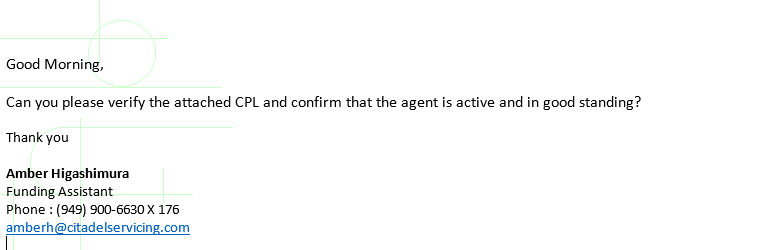 Good Morning,
Can you please verify the attached CPL and confirm that the agent is active and in good standing?
Thank you
Amber Higashimura
Funding Assistant
Phone : (949) 900-6630 X 176
amberh@citadelservicing.com